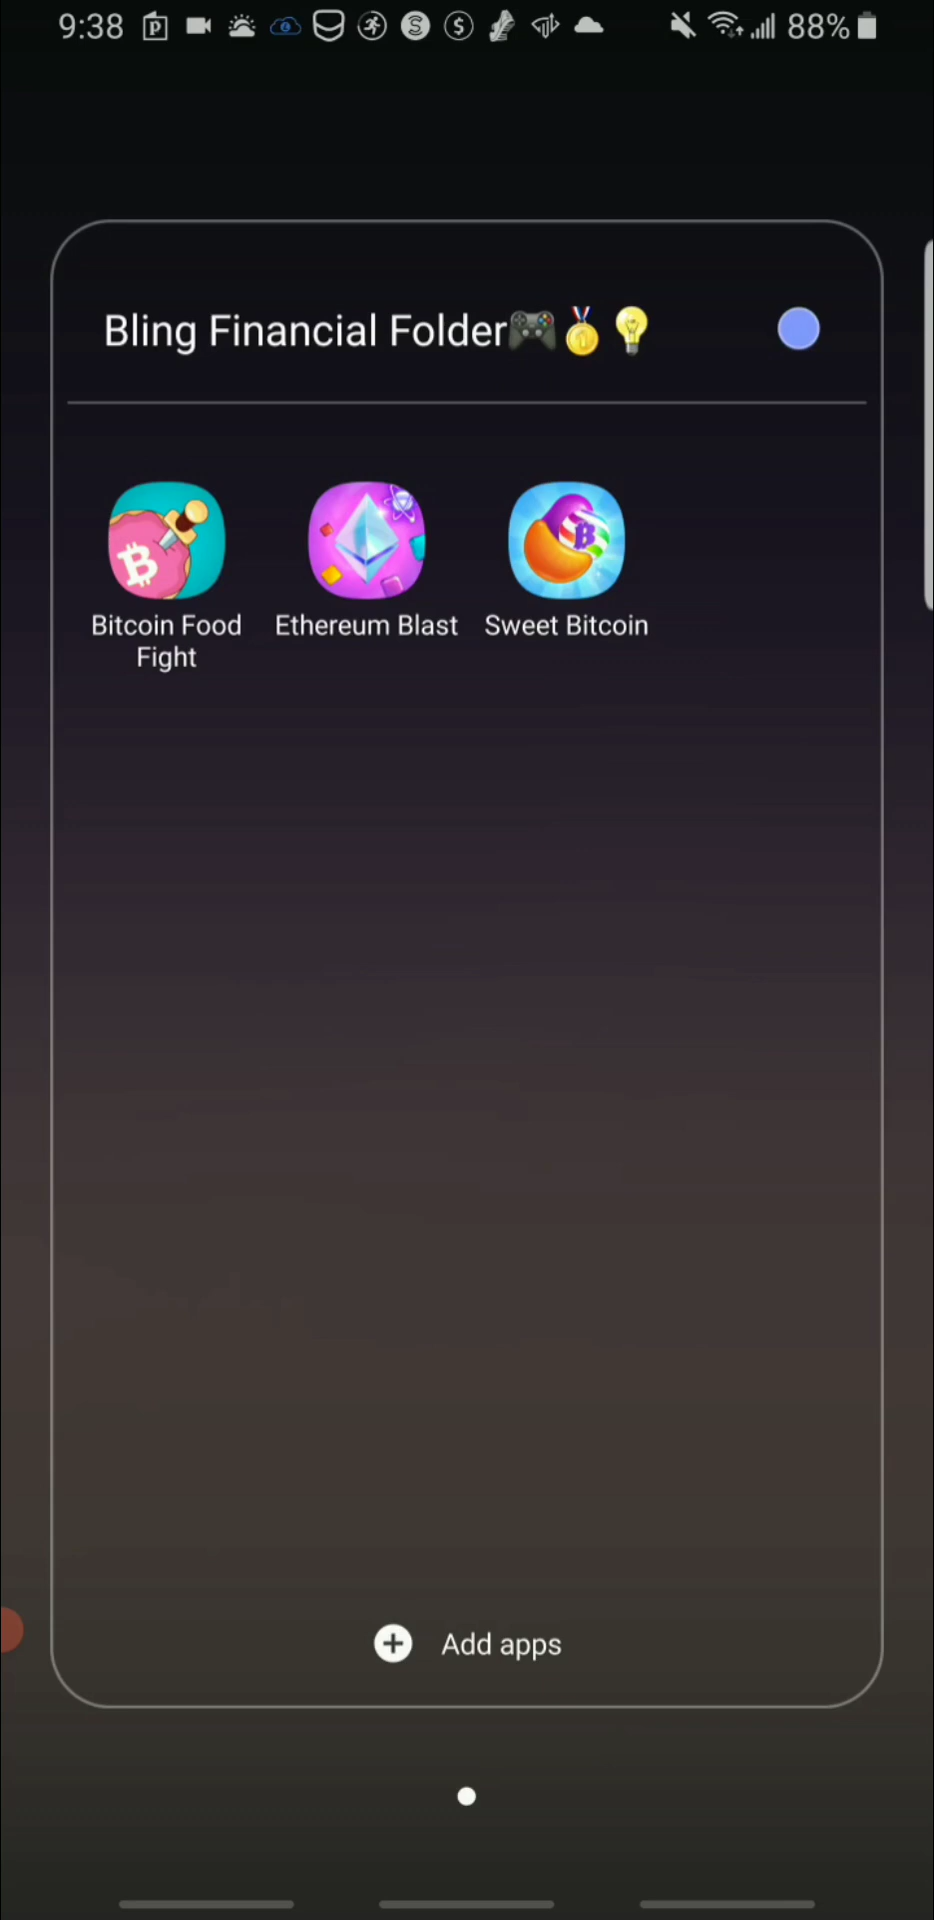 9:38 88%
Bling Financial Folder🎮🏅💡
Bitcoin Food
Fight
Ethereum Blast
Sweet Bitcoin
Add apps